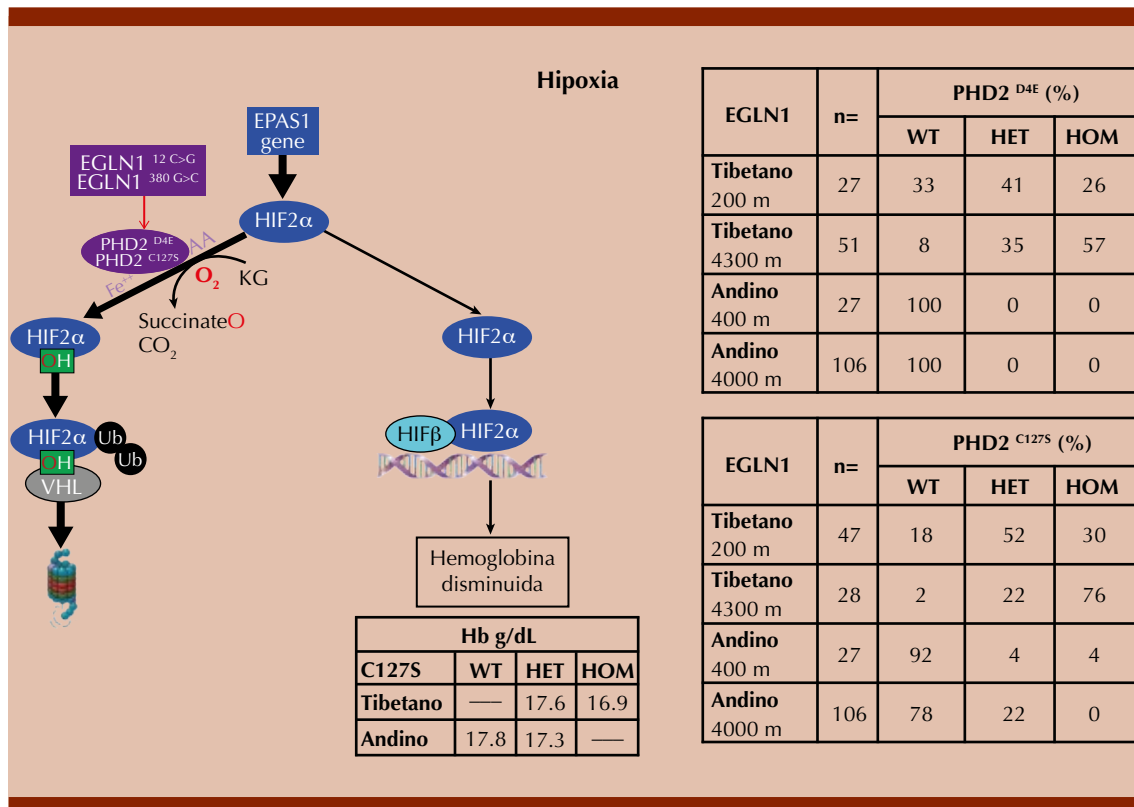 Hipoxia
EPAS1
gene
EGLN1 12 C>G
EGLN1 380 G>C
HIF2α
PHD2 D4E
PHD2 C127S
AA
Fe++
O2
KG
SuccinateO
CO2
HIF2α
OH
HIF2α
Ub
Ub
OH
VHL
HIF2α
HIFβ
HIF2α
Hemoglobina
disminuida
Hb g/dL
C127S WT HET HOM
Tibetano — 17.6 16.9
Andino 17.8 17.3 —
EGLN1 n= PHD2 D4E (%)
WT HET HOM
Tibetano
200 m 27 33 41 26
Tibetano
4300 m 51 8 35 57
Andino
400 m 27 100 0 0
Andino
4000 m 106 100 0 0
EGLN1 n= PHD2 C127S (%)
WT HET HOM
Tibetano
200 m 47 18 52 30
Tibetano
4300 m 28 2 22 76
Andino
400 m 27 92 4 4
Andino
4000 m 106 78 22 0